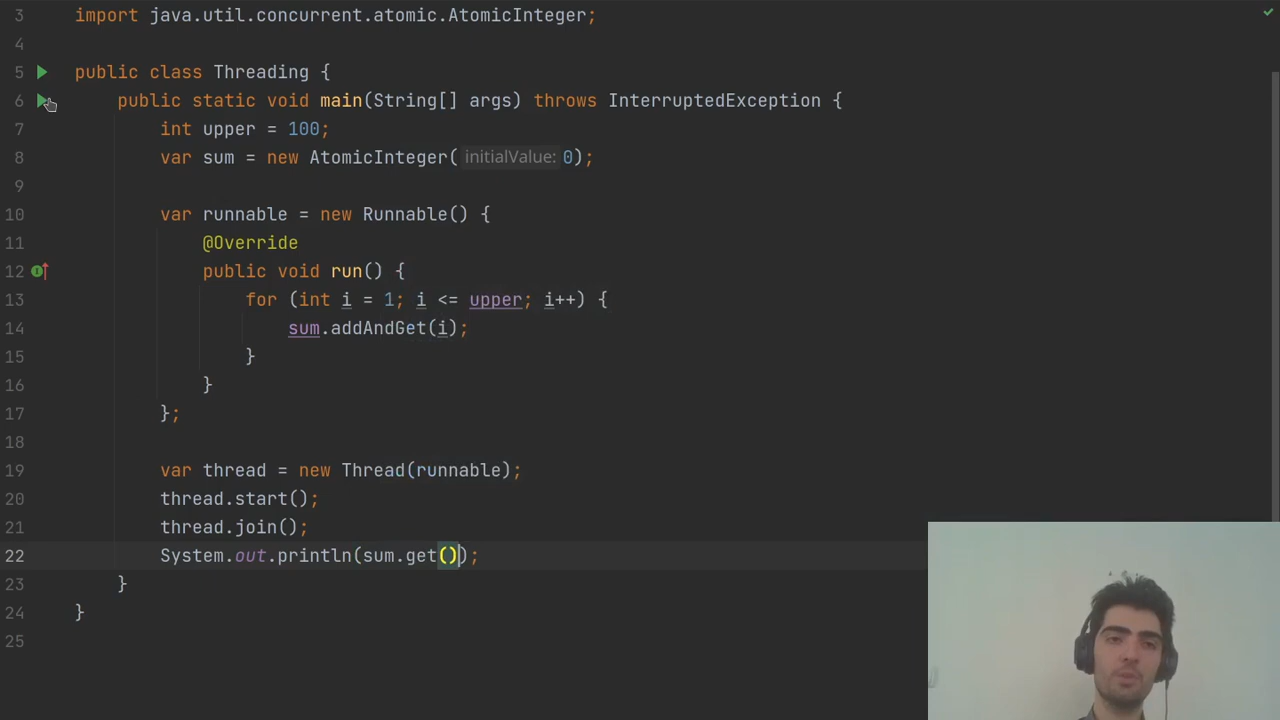 3 import java.util.concurrent.atomic.AtomicInteger;
4
5 public class Threading {
6     public static void main(String[] args) throws InterruptedException {
7         int upper = 100;
8         var sum = new AtomicInteger( initialValue: 0);
9
10         var runnable = new Runnable() {
11             @Override
12             public void run() {
13                 for (int i = 1; i <= upper; i++) {
14                     sum.addAndGet(i);
15                 }
16             }
17         };
18
19         var thread = new Thread(runnable);
20         thread.start();
21         thread.join();
22         System.out.println(sum.get());
23     }
24 }
25